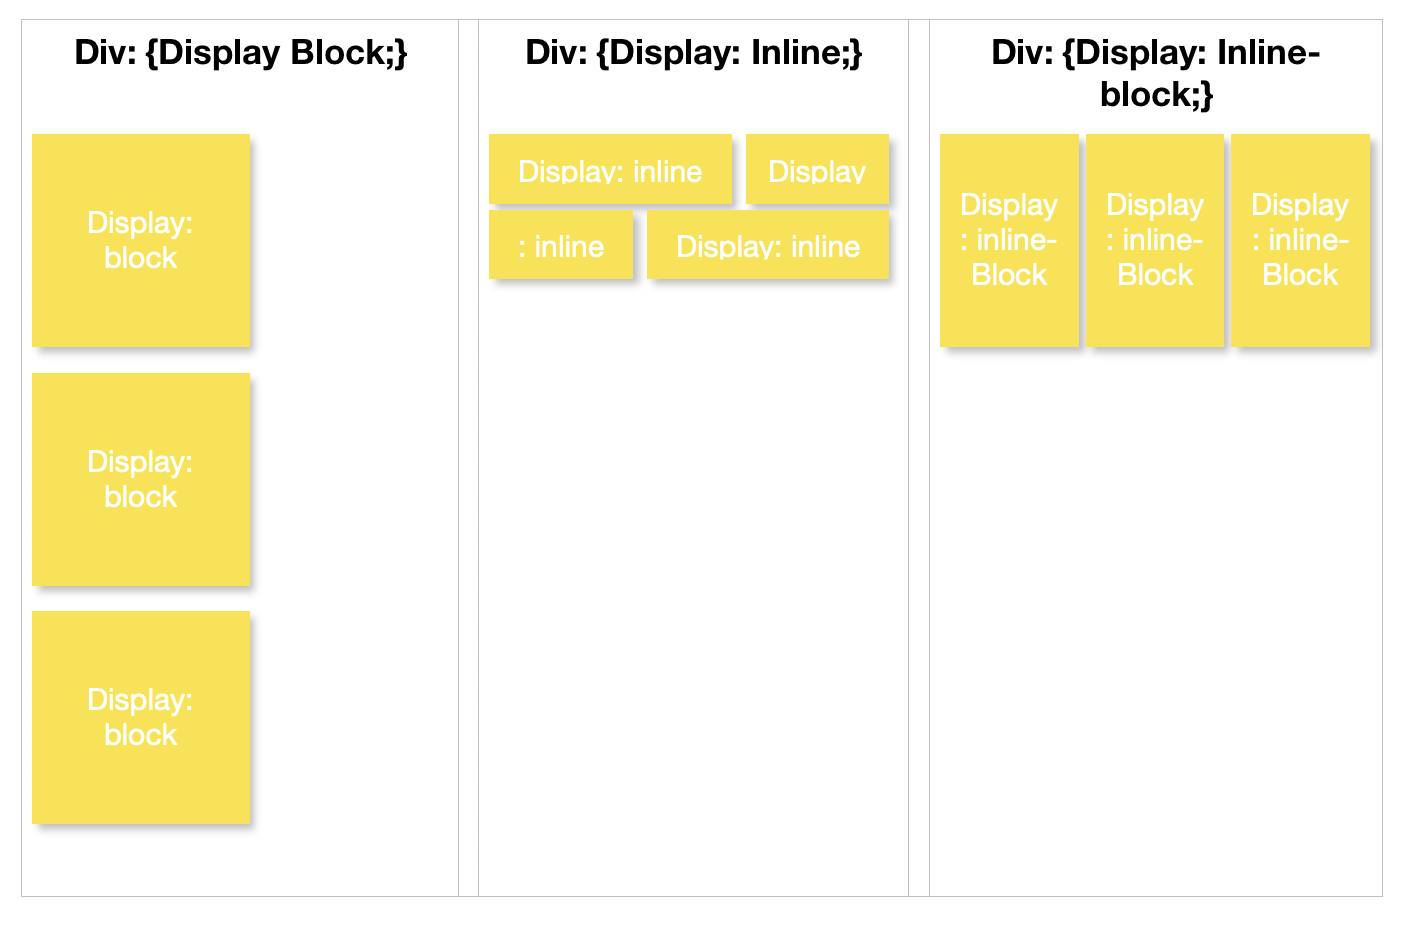 Div: {Display Block;}
Display:
block
Display:
block
Display:
block
Div: {Display: Inline;}
Display: inline
Display
: inline
Display: inline
Div: {Display: Inline-
block;}
Display
: inline-
Block
Display
: inline-
Block
Display
: inline-
Block